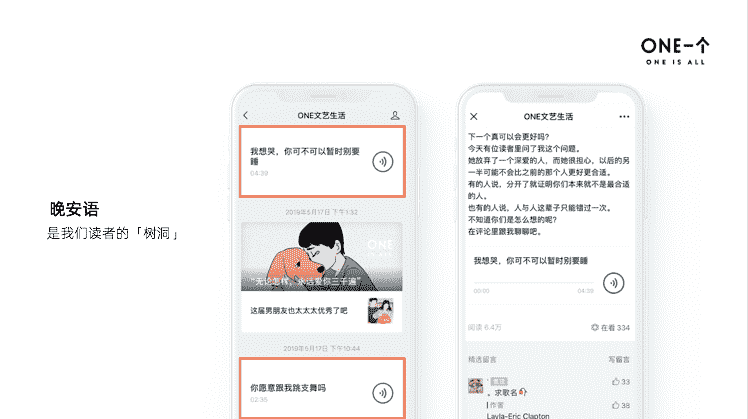 ONE一个
ONE IS ALL
晚安语
是我们读者的「树洞」
ONE文艺生活
我想哭，你可不可以暂时别要
睡
04:39
2019年5月17日 下午1:32
ONE
“无论怎样，永远爱你三千遍”
这届男朋友也太太太优秀了吧
2019年5月17日 下午10:44
你愿意跟我跳支舞吗
02:35
ONE文艺生活
下一个真可以会更好吗?
今天有位读者里问了我这个问题。
她放弃了一个深爱的人，而她很担心，以后的另
一半可能不会比之前的那个人更好更合适。
有的人说，分开了就证明你们本来就不是最合适
的人。
也有的人说，人与人这辈子只能错过一次。
不知道你们是怎么想的呢?
在评论里跟我聊聊吧。
我想哭，你可不可以暂时别要睡
00:00
04:39
阅读 6.4万
在看 334
精选留言
写留言
置顶
33
，求歌名
作者
38
Layla-Eric Clapton